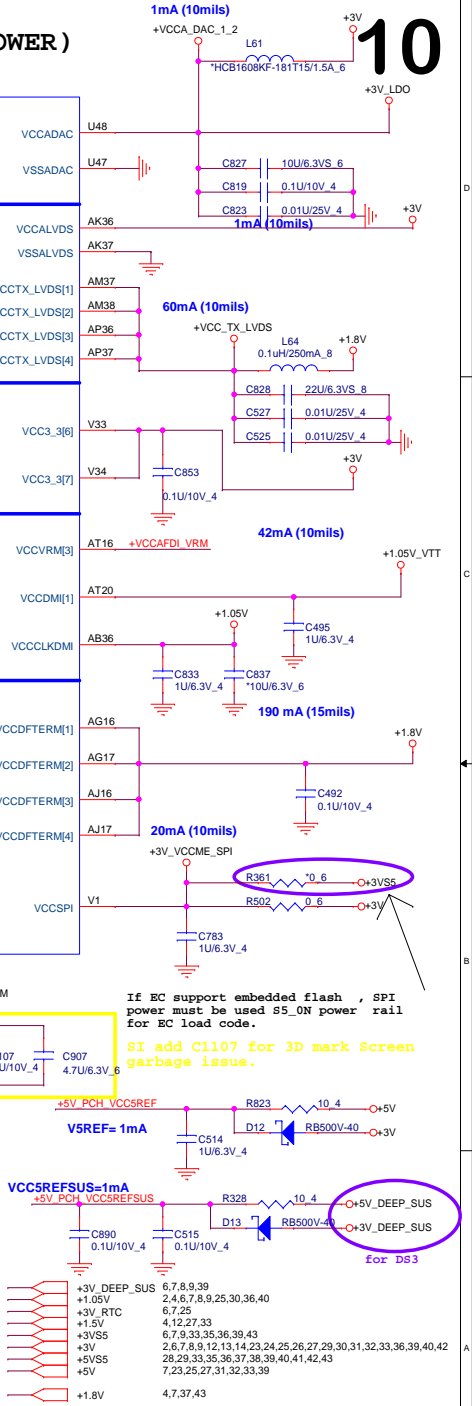 1mA (10mils)
+VCCA_DAC_1_2
+3V
10
OWER)
L61
*HCB1608KF-181T15/1.5A_6
+3V_LDO
VCCADAC U48
VSSADAC U47
D
C827 10U/6.3VS_6
C819 0.1U/10V_4
C823 0.01U/25V_4
1mA (10mils)
+3V
VCCALVDS AK36
VSSALVDS AK37
CCTX_LVDS[1] AM37
CCTX_LVDS[2] AM38
CCTX_LVDS[3] AP36
CCTX_LVDS[4] AP37
60mA (10mils)
+VCC_TX_LVDS
L64
0.1uH/250mA_8
+1.8V
C828 22U/6.3VS_8
C527 0.01U/25V_4
C525 0.01U/25V_4
VCC3_3[6] V33
VCC3_3[7] V34
+3V
C853
0.1U/10V_4
42mA (10mils)
VCCVRM[3] AT16 +VCCAFDI_VRM
+1.05V_VTT
C
VCCDMI[1] AT20
+1.05V
C495
1U/6.3V_4
VCCCLKDMI AB36
C833
1U/6.3V_4
C837
*10U/6.3V_6
190 mA (15mils)
VCCDFTERM[1] AG16
+1.8V
VCCDFTERM[2] AG17
VCCDFTERM[3] AJ16
C492
0.1U/10V_4
VCCDFTERM[4] AJ17
20mA (10mils)
+3V_VCCME_SPI
R361 *0_6 +3VS5
VCCSPI V1
R502 0_6 +3V
C783
1U/6.3V_4
B
M
If EC support embedded flash , SPI
power must be used S5_0N power rail
for EC load code.
SI add C1107 for 3D mark Screen
garbage issue.
107
U/10V_4
C907
4.7U/6.3V_6
+5V_PCH_VCC5REF
R823 10_4 +5V
V5REF= 1mA
D12 RB500V-40 +3V
C514
1U/6.3V_4
VCC5REFSUS=1mA
+5V_PCH_VCC5REFSUS
R328 10_4 +5V_DEEP_SUS
D13 RB500V-40 +3V_DEEP_SUS
C890
0.1U/10V_4
C515
0.1U/10V_4
for DS3
+3V_DEEP_SUS 6,7,8,9,39
+1.05V 2,4,6,7,8,9,25,30,36,40
+3V_RTC 6,7,25
+1.5V 4,12,27,33
+3VS5 6,7,9,33,35,36,39,43
+3V 2,6,7,8,9,12,13,14,23,24,25,26,27,29,30,31,32,33,36,39,40,42
+5VS5 28,29,33,35,36,37,38,39,40,41,42,43
+5V 7,23,25,27,31,32,33,39
A
+1.8V 4,7,37,43